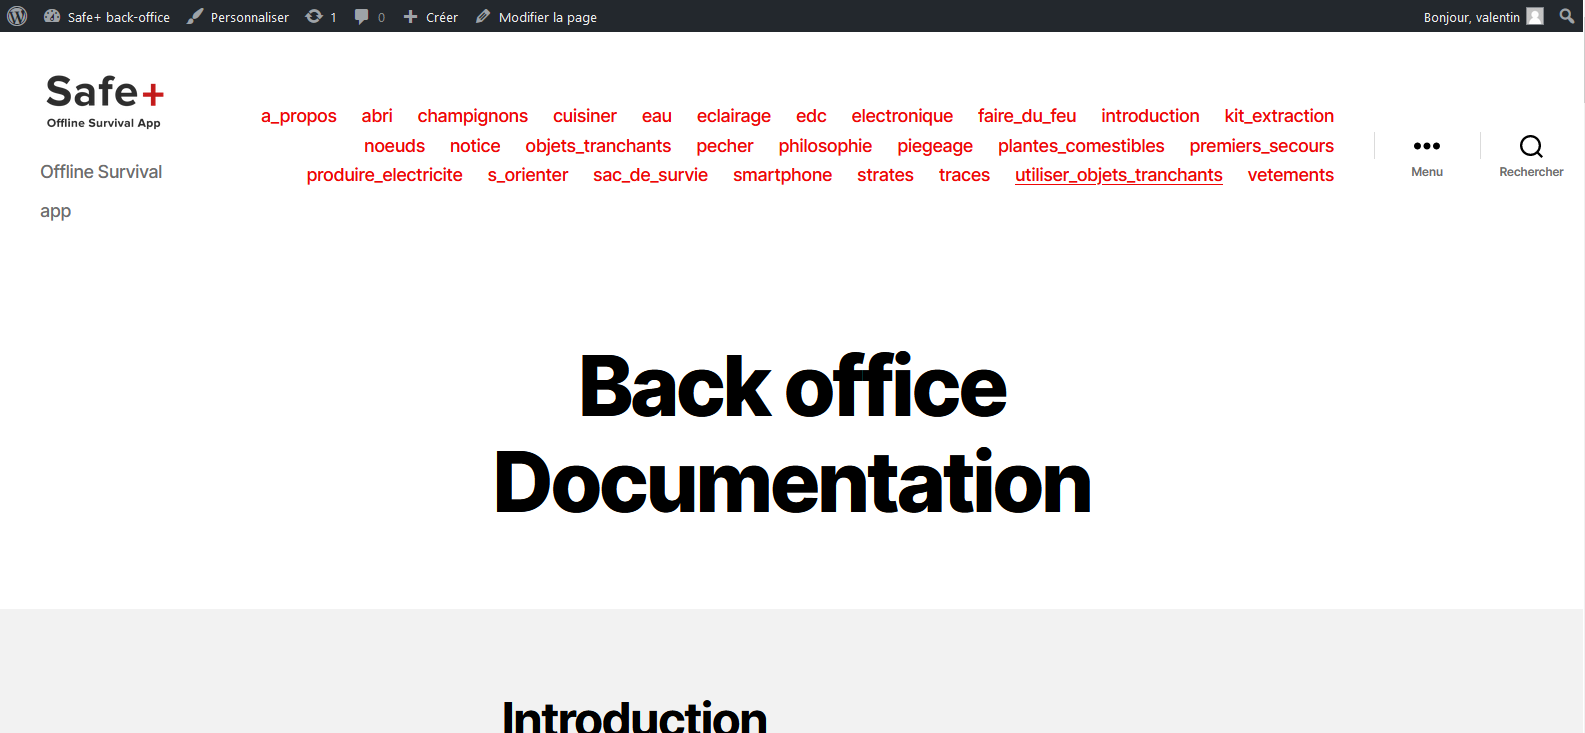 Safe+ back-office Personnaliser 1 0 Créer Modifier la page Bonjour, valentin
Safe+
Offline Survival App
Offline Survival
app
a_propos abri champignons cuisiner eau eclairage edc electronique faire_du_feu introduction kit_extraction
noeuds notice objets_tranchants pecher philosophie piegeage plantes_comestibles premiers_secours
produire_electricite s_orienter sac_de_survie smartphone strates traces utiliser_objets_tranchants vetements
Menu
Rechercher
Back office
Documentation
Introduction